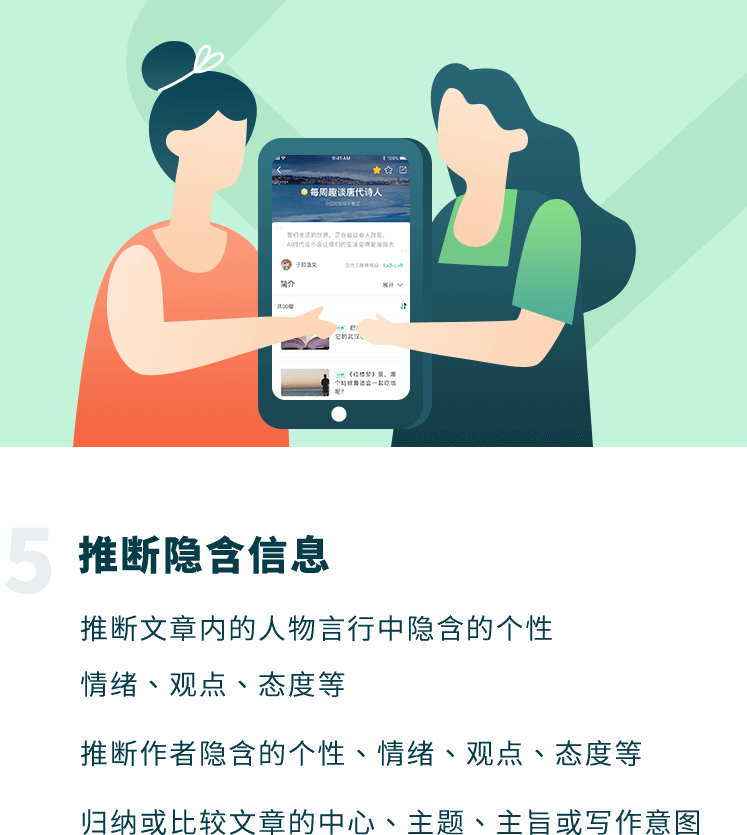 9:41 AM
100%
每周趣谈唐代诗人
我们生活的世界，正在被这些人改变，
AI时代会不会让我们的生活变得更加强大
Lv3-Lv5
简介
展开
共30篇
《红楼梦》里，哪
个姑娘最适合一起吃饭
呢？
5
推断隐含信息
推断文章内的人物言行中隐含的个性
情绪、观点、态度等
推断作者隐含的个性、情绪、观点、态度等
归纳或比较文章的中心、主题、主旨或写作意图